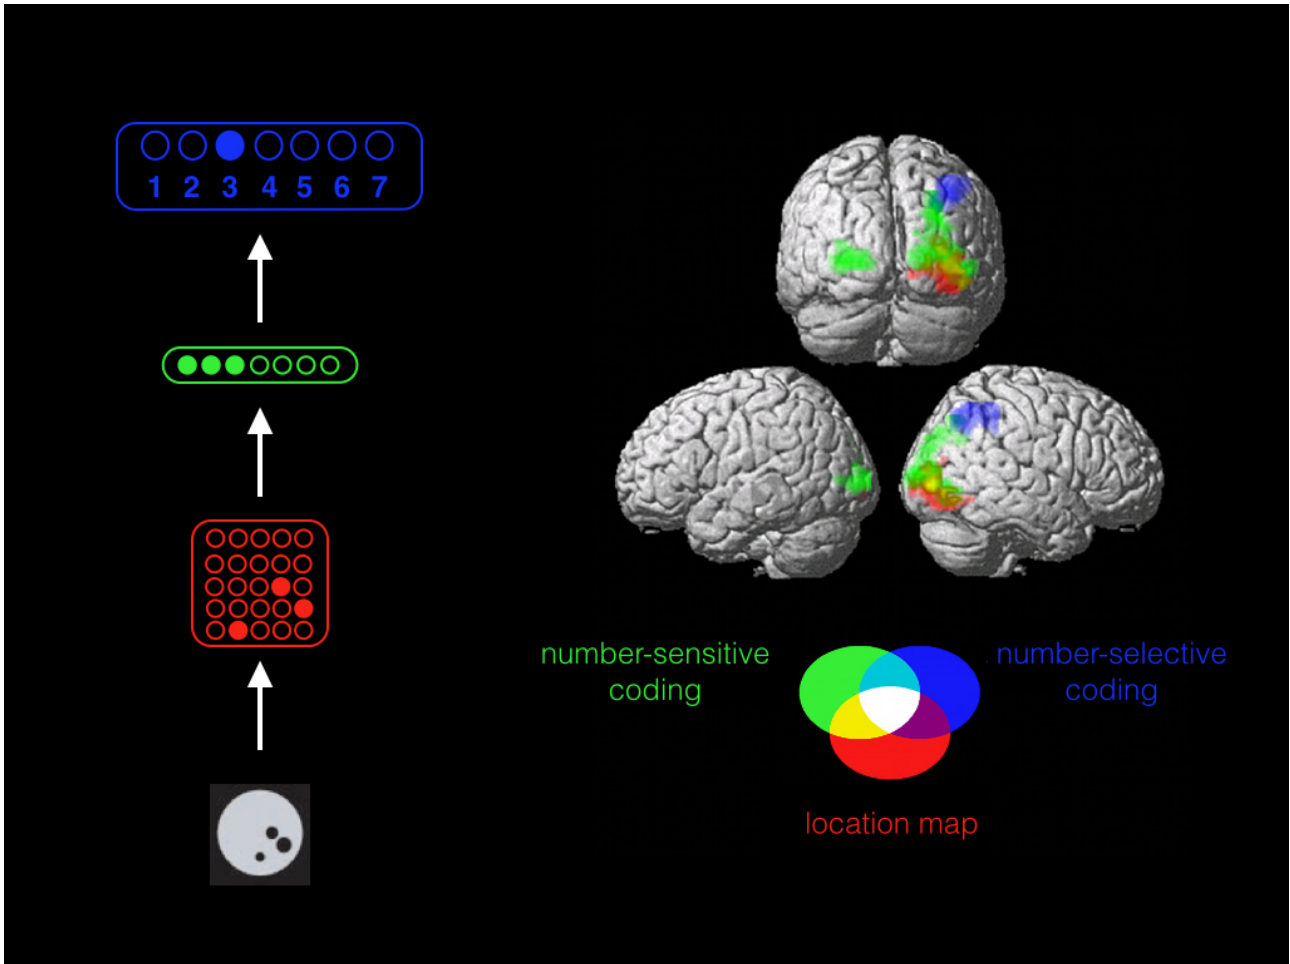 1 2 3 4 5 6 7
number-sensitive
coding
number-selective
coding
location map